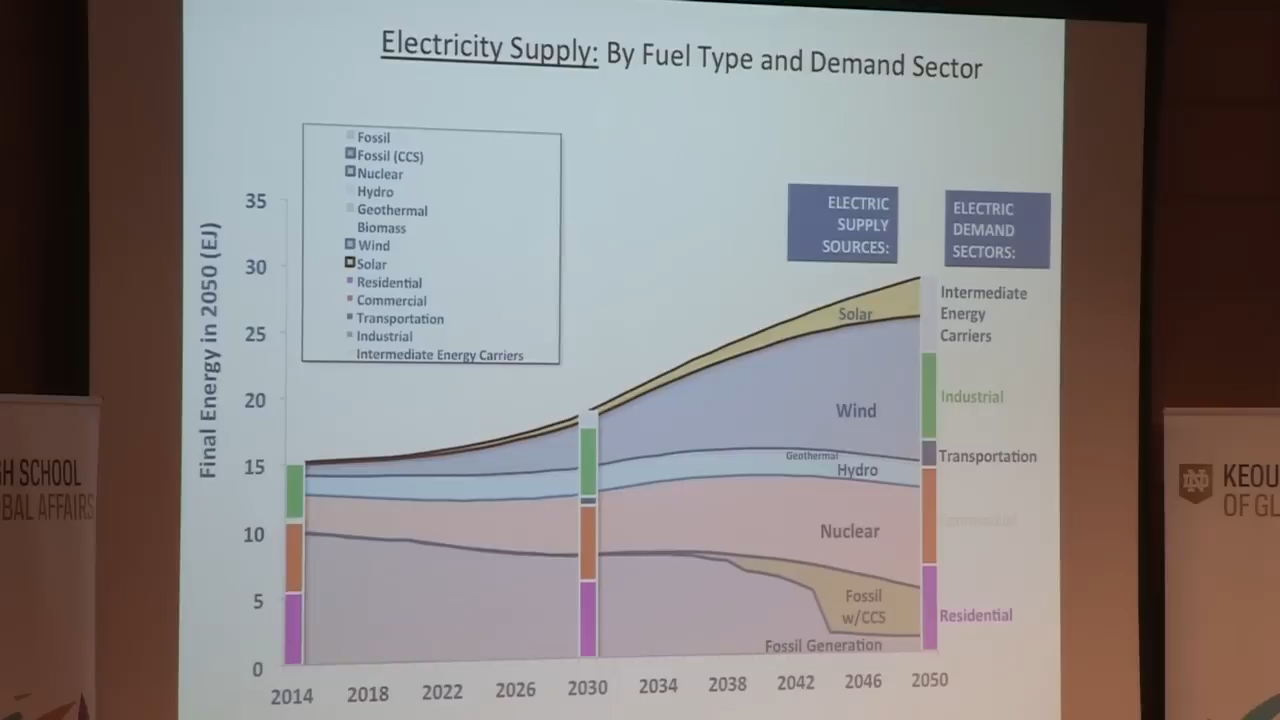 Electricity Supply: By Fuel Type and Demand Sector
Fossil
Fossil (CCS)
Nuclear
Hydro
Geothermal
Biomass
Wind
Solar
Residential
Commercial
Transportation
Industrial
Intermediate Energy Carriers
ELECTRIC
SUPPLY
SOURCES:
ELECTRIC
DEMAND
SECTORS:
Final Energy in 2050 (EJ)
35
30
25
20
15
10
5
0
Solar
Wind
Geothermal
Hydro
Nuclear
Fossil
w/CCS
Fossil Generation
Intermediate
Energy
Carriers
Industrial
Transportation
Commercial
Residential
2014
2018
2022
2026
2030
2034
2038
2042
2046
2050
GH SCHOOL
BAL AFFAIRS
ND
KEOU
OF GL